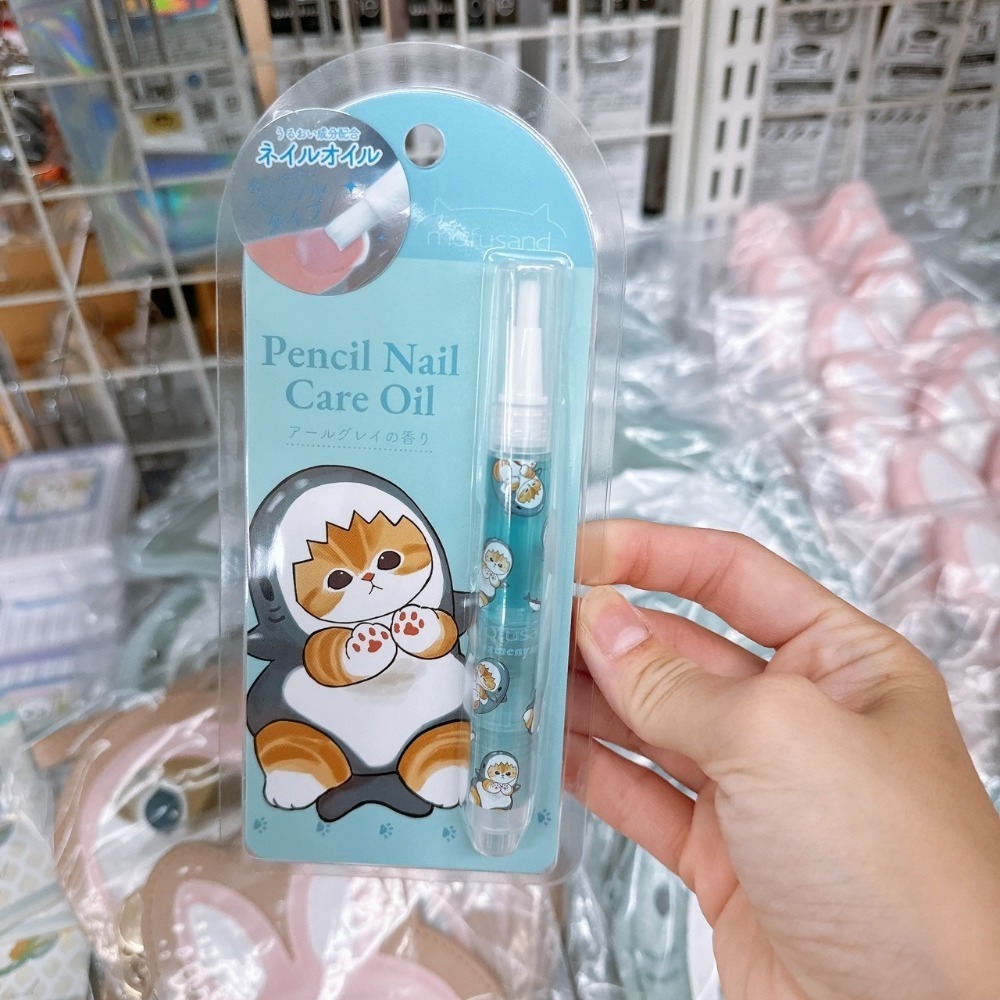 うるおい成分配合
ネイルオイル
mofusand
Pencil Nail
Care Oil
アールグレイの香り